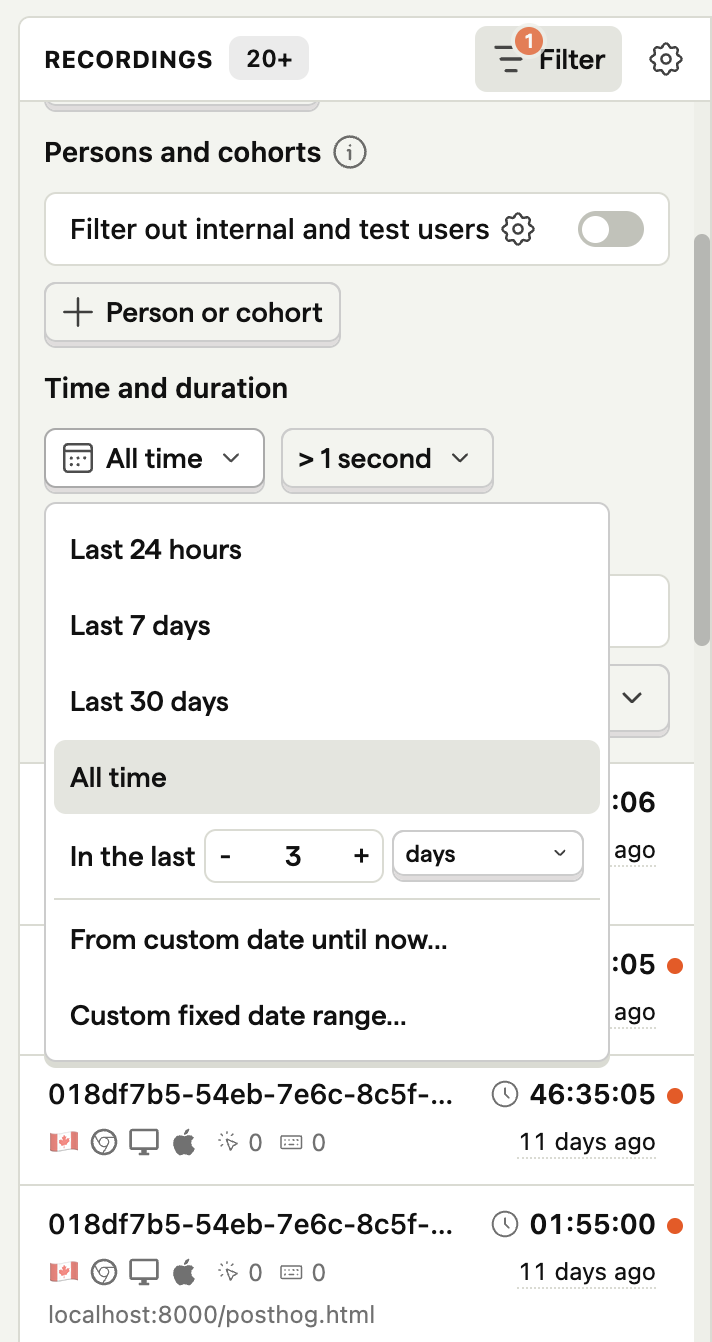 RECORDINGS 20+ 1 Filter
Persons and cohorts
Filter out internal and test users
Person or cohort
Time and duration
All time > 1 second
Last 24 hours
Last 7 days
Last 30 days
All time
:06
In the last - 3 + days
ago
From custom date until now...
:05
Custom fixed date range...
ago
018df7b5-54eb-7e6c-8c5f-... 46:35:05
0 0 11 days ago
018df7b5-54eb-7e6c-8c5f-... 01:55:00
0 0 11 days ago
localhost:8000/posthog.html